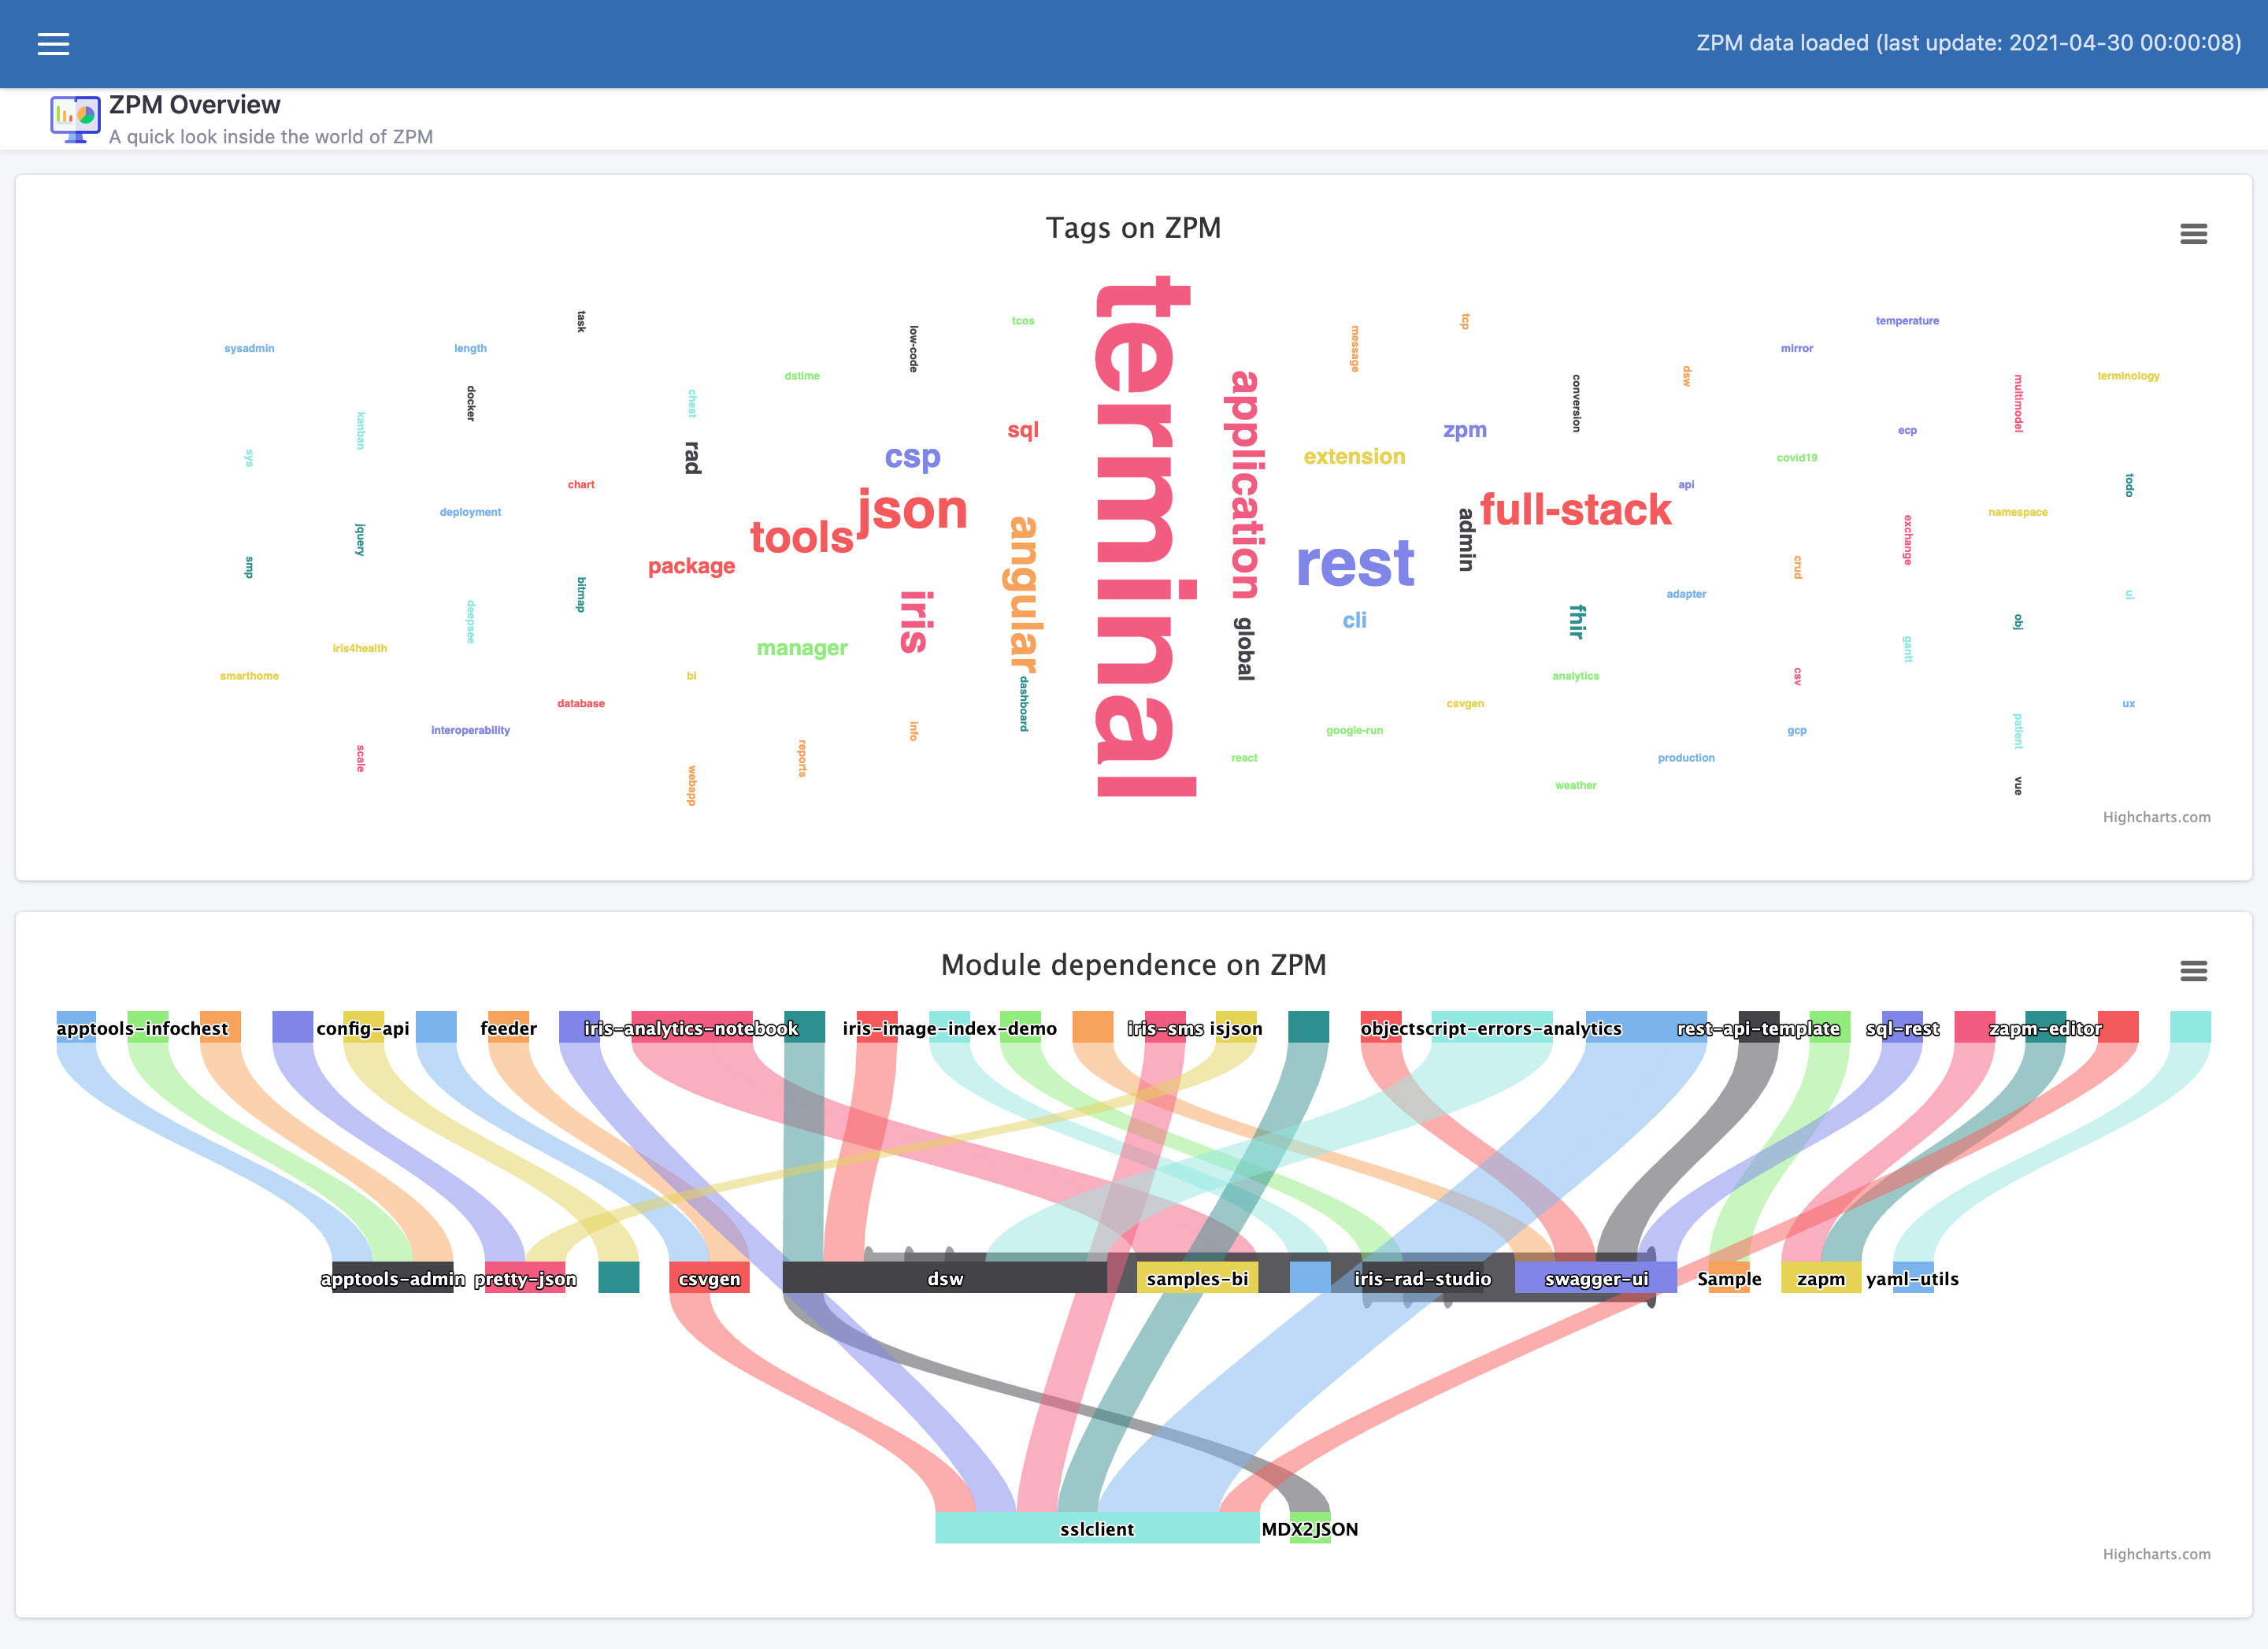 ZPM data loaded (last update: 2021-04-30 00:00:08)
ZPM Overview
A quick look inside the world of ZPM
Tags on ZPM
terminal
task
low-code
tcos
message
tcp
temperature
sysadmin
length
dstime
mirror
docker
chest
application
conversion
dsw
multimodel
terminology
kanban
sys
rad
csp
sql
extension
zpm
covid19
ecp
chart
json
full-stack
api
todo
deployment
tools
angular
admin
namespace
jquery
exchange
smp
package
rest
crud
bitmap
iris
cli
adapter
ui
deepsee
global
fhir
obj
iris4health
manager
gantt
smarthome
bi
dashboard
analytics
csv
database
csvgen
ux
interoperability
info
google-run
gcp
patient
scale
reports
react
production
webapp
weather
vue
Highcharts.com
Module dependence on ZPM
apptools-infochest
config-api
feeder
iris-analytics-notebook
iris-image-index-demo
iris-sms
isjson
objectscript-errors-analytics
rest-api-template
sql-rest
zapm-editor
apptools-admin
pretty-json
csvgen
dsw
samples-bi
iris-rad-studio
swagger-ui
Sample
zapm
yaml-utils
sslclient
MDX2JSON
Highcharts.com